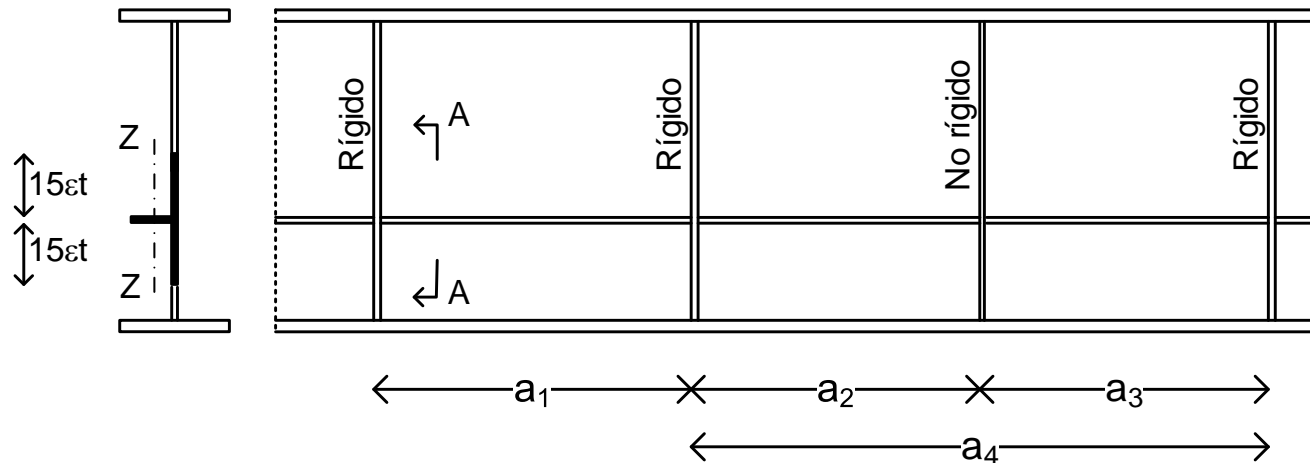 Z
15εt
15εt
Z
Rígido
A
A
Rígido
No rígido
Rígido
a₁
a₂
a₃
a₄